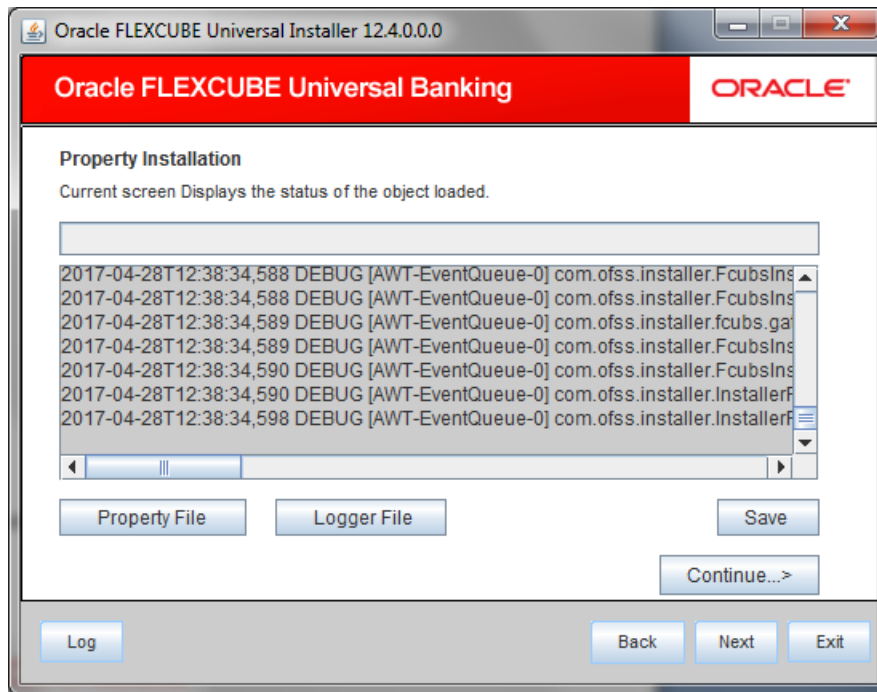 Oracle FLEXCUBE Universal Installer 12.4.0.0.0
Oracle FLEXCUBE Universal Banking
ORACLE
Property Installation
Current screen Displays the status of the object loaded.
2017-04-28T12:38:34,588 DEBUG [AWT-EventQueue-0] com.ofss.installer.FcubsIns
2017-04-28T12:38:34,588 DEBUG [AWT-EventQueue-0] com.ofss.installer.FcubsIns
2017-04-28T12:38:34,589 DEBUG [AWT-EventQueue-0] com.ofss.installer.fcubs.ga
2017-04-28T12:38:34,589 DEBUG [AWT-EventQueue-0] com.ofss.installer.FcubsIns
2017-04-28T12:38:34,590 DEBUG [AWT-EventQueue-0] com.ofss.installer.FcubsIns
2017-04-28T12:38:34,590 DEBUG [AWT-EventQueue-0] com.ofss.installer.InstallerF
2017-04-28T12:38:34,598 DEBUG [AWT-EventQueue-0] com.ofss.installer.InstallerF
Property File Logger File Save
Continue...>
Log Back Next Exit